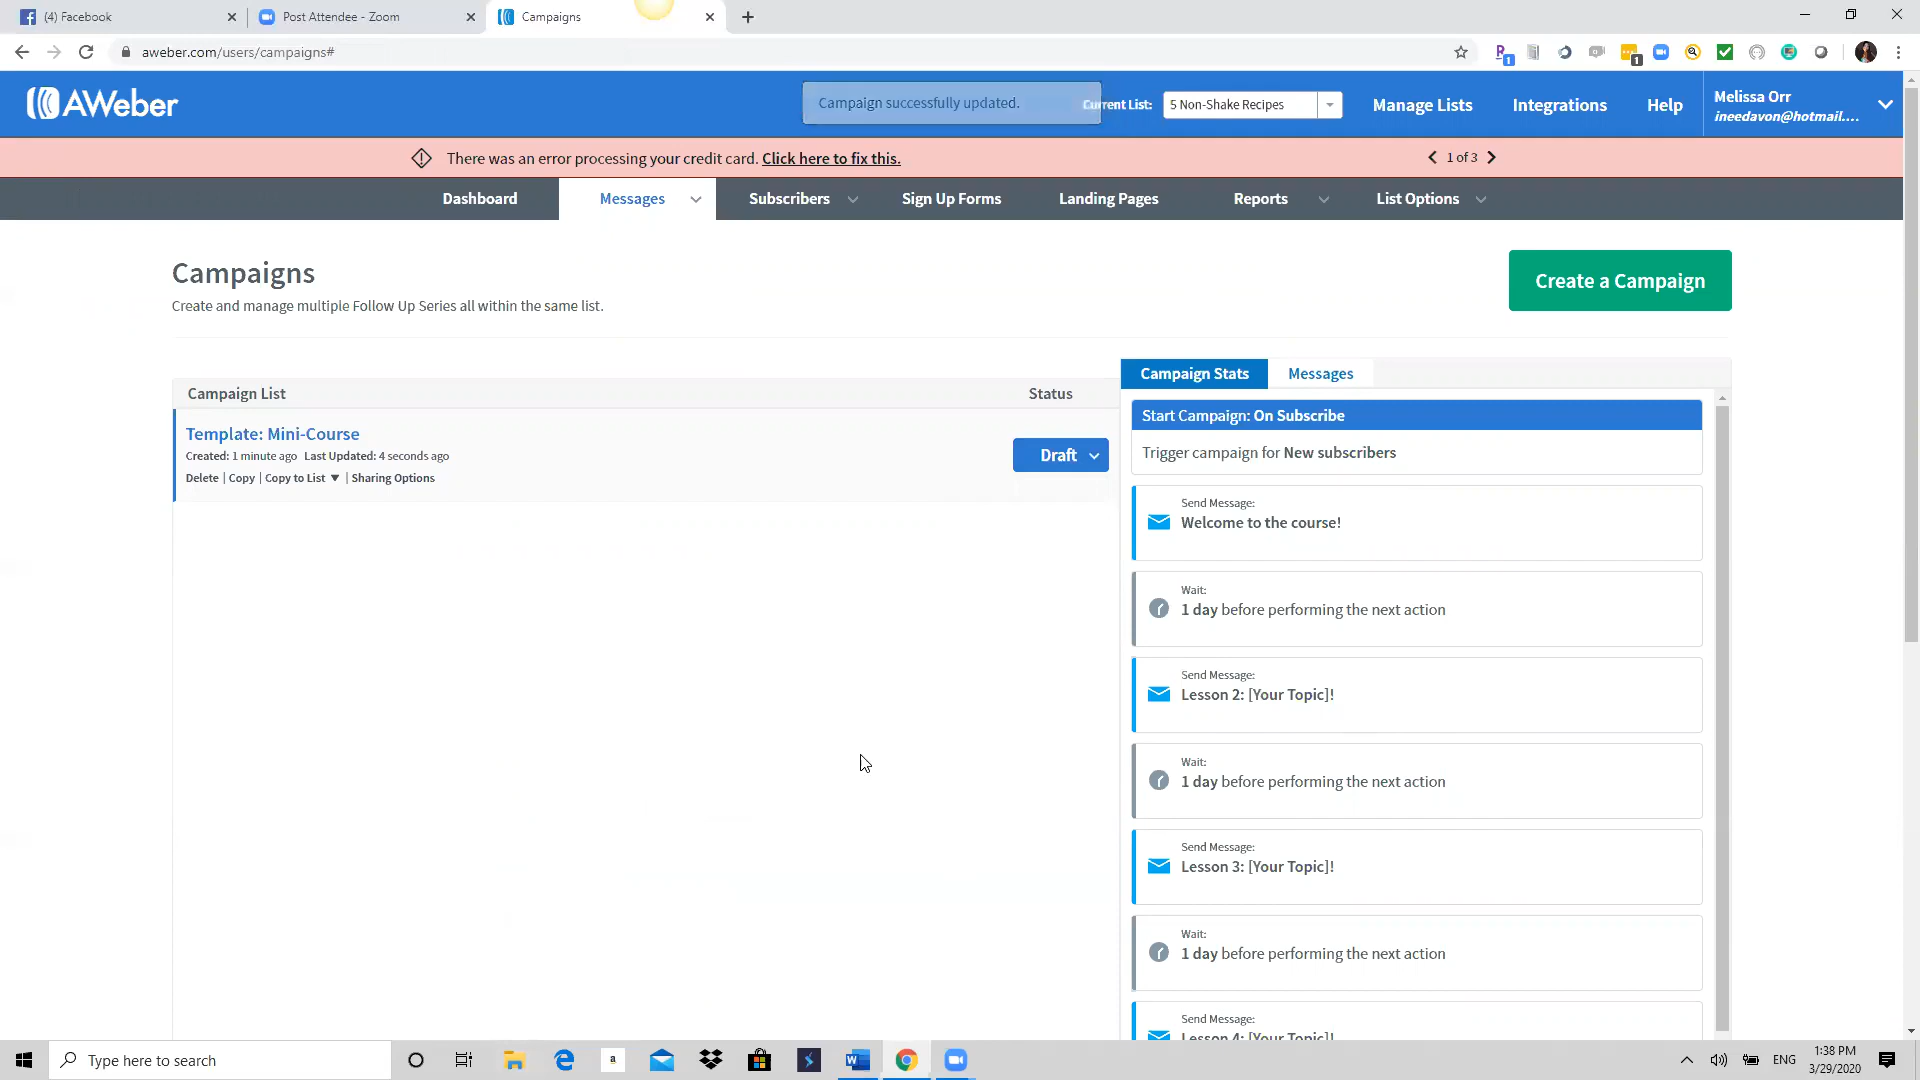 (4) Facebook
Post Attendee - Zoom
Campaigns
aweber.com/users/campaigns#
1
1
AWeber
Campaign successfully updated.
Current List:
5 Non-Shake Recipes
Manage Lists
Integrations
Help
Melissa Orr
ineedavon@hotmail....
There was an error processing your credit card. Click here to fix this.
1 of 3
Dashboard
Messages
Subscribers
Sign Up Forms
Landing Pages
Reports
List Options
Campaigns
Create and manage multiple Follow Up Series all within the same list.
Create a Campaign
Campaign List
Status
Template: Mini-Course
Created: 1 minute ago Last Updated: 4 seconds ago
Delete | Copy | Copy to List ▼ | Sharing Options
Draft
Campaign Stats
Messages
Start Campaign: On Subscribe
Trigger campaign for New subscribers
Send Message:
Welcome to the course!
Wait:
1 day before performing the next action
Send Message:
Lesson 2: [Your Topic]!
Wait:
1 day before performing the next action
Send Message:
Lesson 3: [Your Topic]!
Wait:
1 day before performing the next action
Send Message:
Lesson 4: [Your Topic]!
Type here to search
ENG
1:38 PM
3/29/2020